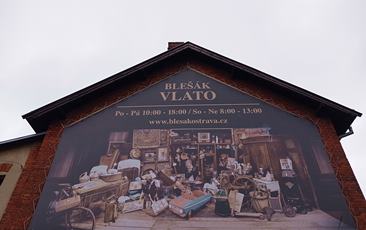 BLEŠÁK
VLATO
Po - Pá 10:00 - 18:00 / So - Ne 8:00 - 13:00
www.blesakostrava.cz